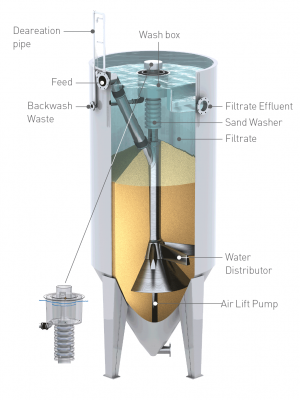 Deareation
pipe
Wash box
Feed
Backwash
Waste
Filtrate Effluent
Sand Washer
Filtrate
Water
Distributor
Air Lift Pump